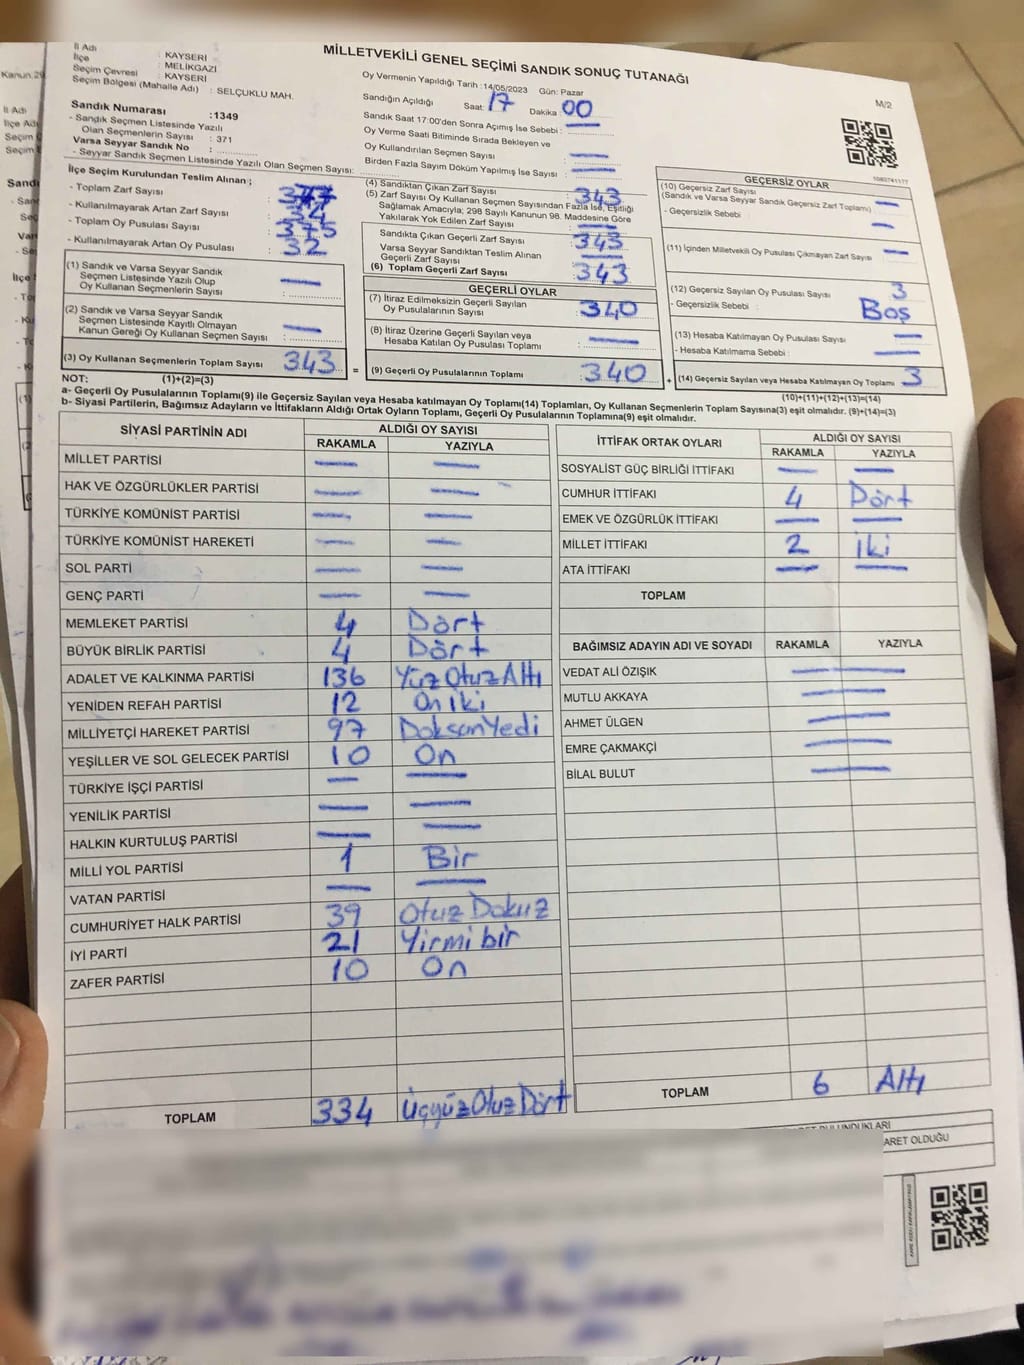 MİLLETVEKİLİ GENEL SEÇİMİ SANDIK SONUÇ TUTANAĞI
M/2
İl Adı : KAYSERİ
İlçe : MELİKGAZİ
Seçim Çevresi : KAYSERİ
Seçim Bölgesi (Mahalle Adı) : SELÇUKLU MAH.
Sandık Numarası : 1349
- Sandık Seçmen Listesinde Yazılı
Olan Seçmenlerin Sayısı : 371
Varsa Seyyar Sandık No :
- Seyyar Sandık Seçmen Listesinde Yazılı Olan Seçmen Sayısı:
Oy Vermenin Yapıldığı Tarih :14/05/2023 Gün: Pazar
Sandığın Açıldığı Saat: 17 Dakika 00
Sandık Saat 17:00'den Sonra Açımış İse Sebebi : —
Oy Verme Saati Bitiminde Sırada Bekleyen ve
Oy Kullandırılan Seçmen Sayısı —
Birden Fazla Sayım Döküm Yapılmış İse Sayısı : —
1083741177
İlçe Seçim Kurulundan Teslim Alınan ;
- Toplam Zarf Sayısı : 377
- Kullanılmayarak Artan Zarf Sayısı : 34
- Toplam Oy Pusulası Sayısı : 375
- Kullanılmayarak Artan Oy Pusulası : 32
(1) Sandık ve Varsa Seyyar Sandık
Seçmen Listesinde Yazılı Olup
Oy Kullanan Seçmenlerin Sayısı : —
(2) Sandık ve Varsa Seyyar Sandık
Seçmen Listesinde Kayıtlı Olmayan
Kanun Gereği Oy Kullanan Seçmen Sayısı : —
(3) Oy Kullanan Seçmenlerin Toplam Sayısı : 343
(1)+(2)=(3)
(4) Sandıktan Çıkan Zarf Sayısı : 343
(5) Zarf Sayısı Oy Kullanan Seçmen Sayısından Fazla İse, Eşitliği
Sağlamak Amacıyla; 298 Sayılı Kanunun 98. Maddesine Göre
Yakılarak Yok Edilen Zarf Sayısı : —
Sandıkta Çıkan Geçerli Zarf Sayısı : 343
Varsa Seyyar Sandıktan Teslim Alınan
Geçerli Zarf Sayısı : —
(6) Toplam Geçerli Zarf Sayısı : 343
GEÇERLİ OYLAR
(7) İtiraz Edilmeksizin Geçerli Sayılan
Oy Pusulalarının Sayısı : 340
(8) İtiraz Üzerine Geçerli Sayılan veya
Hesaba Katılan Oy Pusulası Toplamı : —
= (9) Geçerli Oy Pusulalarının Toplamı : 340
GEÇERSİZ OYLAR
(10) Geçersiz Zarf Sayısı
(Sandık ve Varsa Seyyar Sandık Geçersiz Zarf Toplamı) : —
- Geçersizlik Sebebi : —
(11) İçinden Milletvekili Oy Pusulası Çıkmayan Zarf Sayısı : —
(12) Geçersiz Sayılan Oy Pusulası Sayısı : 3
- Geçersizlik Sebebi : Boş
(13) Hesaba Katılmayan Oy Pusulası Sayısı : —
- Hesaba Katılmama Sebebi : —
+ (14) Geçersiz Sayılan veya Hesaba Katılmayan Oy Toplamı : 3
(10)+(11)+(12)+(13)=(14)
NOT:
a- Geçerli Oy Pusulalarının Toplamı(9) ile Geçersiz Sayılan veya Hesaba katılmayan Oy Toplamı(14) Toplamları, Oy Kullanan Seçmenlerin Toplam Sayısına(3) eşit olmalıdır. (9)+(14)=(3)
b- Siyasi Partilerin, Bağımsız Adayların ve İttifakların Aldığı Ortak Oyların Toplamı, Geçerli Oy Pusulalarının Toplamına(9) eşit olmalıdır.
SİYASİ PARTİNİN ADI ALDIĞI OY SAYISI
RAKAMLA YAZIYLA
MİLLET PARTİSİ — —
HAK VE ÖZGÜRLÜKLER PARTİSİ — —
TÜRKİYE KOMÜNİST PARTİSİ — —
TÜRKİYE KOMÜNİST HAREKETİ — —
SOL PARTİ — —
GENÇ PARTİ — —
MEMLEKET PARTİSİ 4 Dört
BÜYÜK BİRLİK PARTİSİ 4 Dört
ADALET VE KALKINMA PARTİSİ 136 YüzOtuzAltı
YENİDEN REFAH PARTİSİ 12 On iki
MİLLİYETÇİ HAREKET PARTİSİ 97 DoksanYedi
YEŞİLLER VE SOL GELECEK PARTİSİ 10 On
TÜRKİYE İŞÇİ PARTİSİ — —
YENİLİK PARTİSİ — —
HALKIN KURTULUŞ PARTİSİ — —
MİLLİ YOL PARTİSİ 1 Bir
VATAN PARTİSİ — —
CUMHURİYET HALK PARTİSİ 39 Otuz Dokuz
İYİ PARTİ 21 Yirmi bir
ZAFER PARTİSİ 10 On
TOPLAM 334 ÜçyüzOtuzDört
İTTİFAK ORTAK OYLARI ALDIĞI OY SAYISI
RAKAMLA YAZIYLA
SOSYALİST GÜÇ BİRLİĞİ İTTİFAKI — —
CUMHUR İTTİFAKI 4 Dört
EMEK VE ÖZGÜRLÜK İTTİFAKI — —
MİLLET İTTİFAKI 2 İki
ATA İTTİFAKI — —
TOPLAM
BAĞIMSIZ ADAYIN ADI VE SOYADI RAKAMLA YAZIYLA
VEDAT ALİ ÖZIŞIK —
MUTLU AKKAYA —
AHMET ÜLGEN —
EMRE ÇAKMAKÇİ —
BİLAL BULUT —
TOPLAM 6 Altı
ARET OLDUĞU